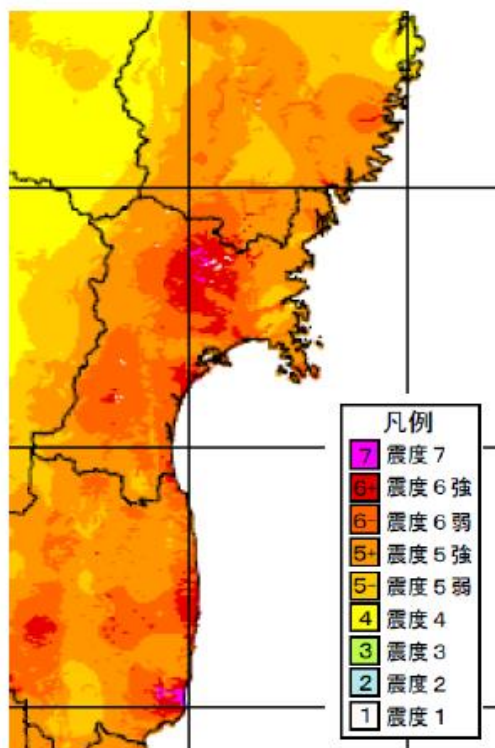 凡例
7 震度7
6+ 震度6強
6- 震度6弱
5+ 震度5強
5- 震度5弱
4 震度4
3 震度3
2 震度2
1 震度1